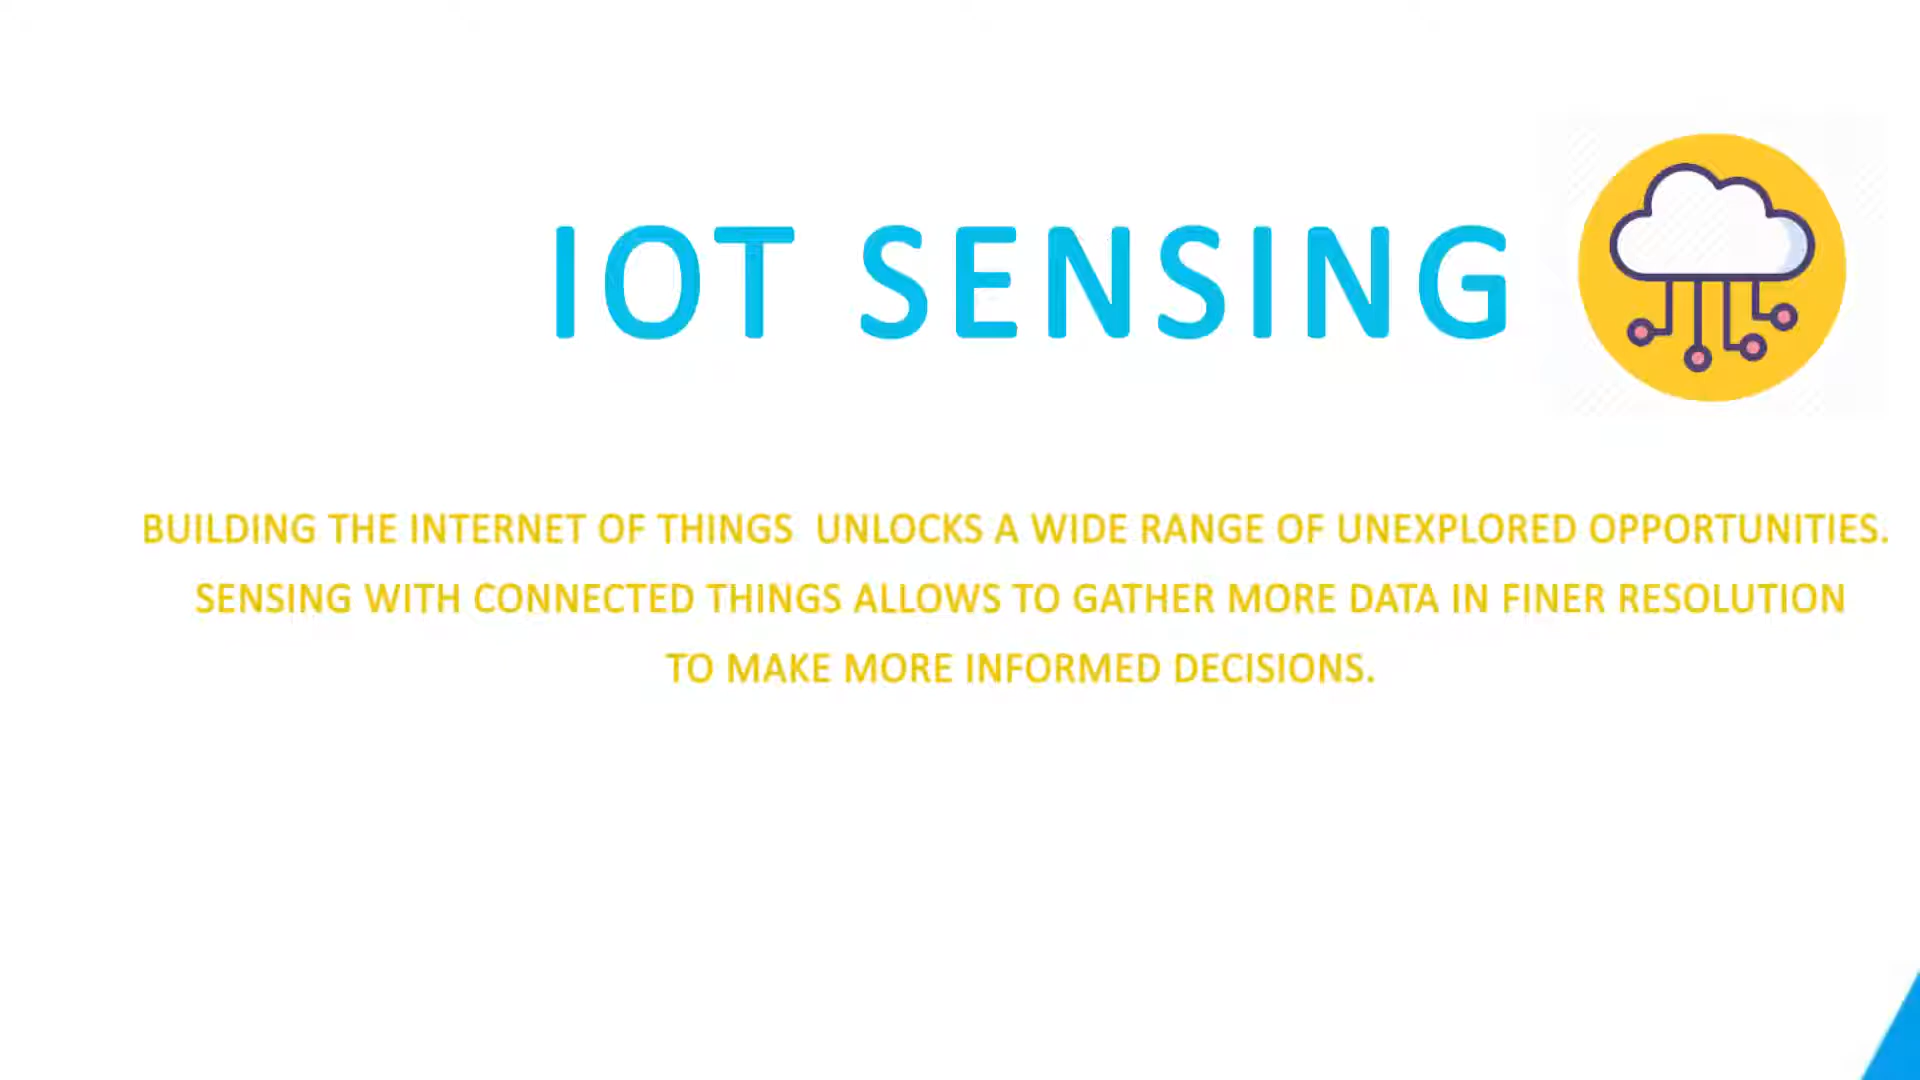 IOT SENSING
BUILDING THE INTERNET OF THINGS  UNLOCKS A WIDE RANGE OF UNEXPLORED OPPORTUNITIES.
SENSING WITH CONNECTED THINGS ALLOWS TO GATHER MORE DATA IN FINER RESOLUTION
TO MAKE MORE INFORMED DECISIONS.